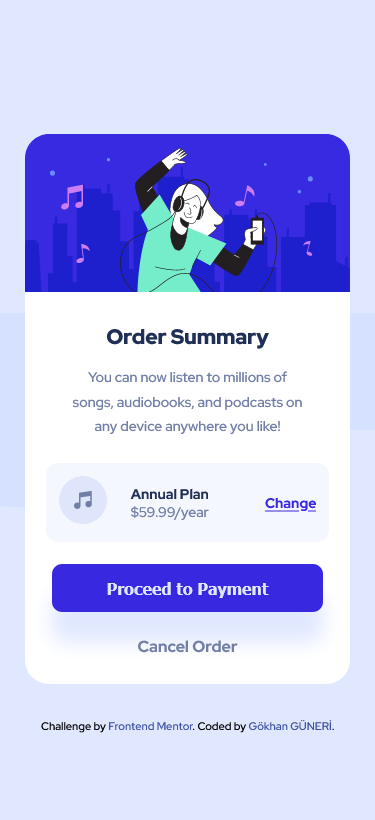 Order Summary
You can now listen to millions of
songs, audiobooks, and podcasts on
any device anywhere you like!
Annual Plan
$59.99/year
Change
Proceed to Payment
Cancel Order
Challenge by Frontend Mentor. Coded by Gökhan GÜNERİ.